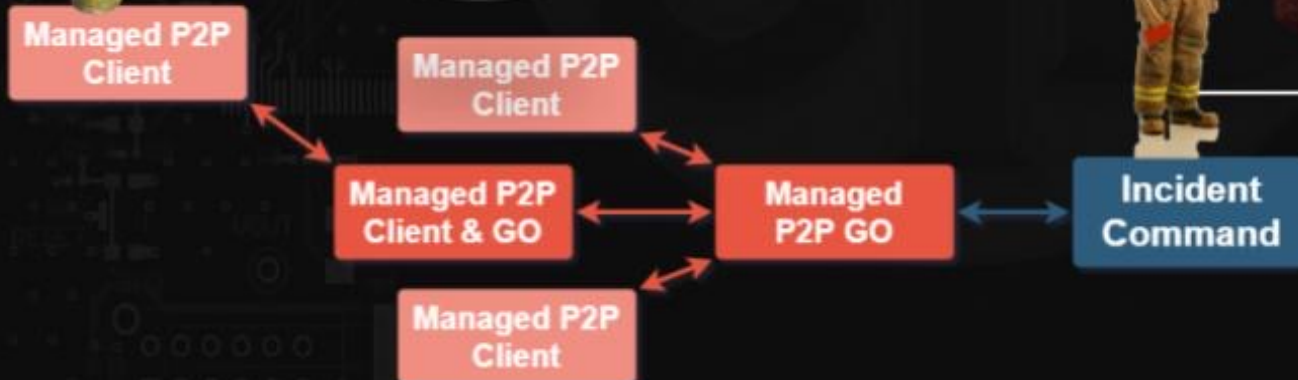 Managed P2P
Client
Managed P2P
Client
Managed P2P
Client & GO
Managed
P2P GO
Incident
Command
Managed P2P
Client